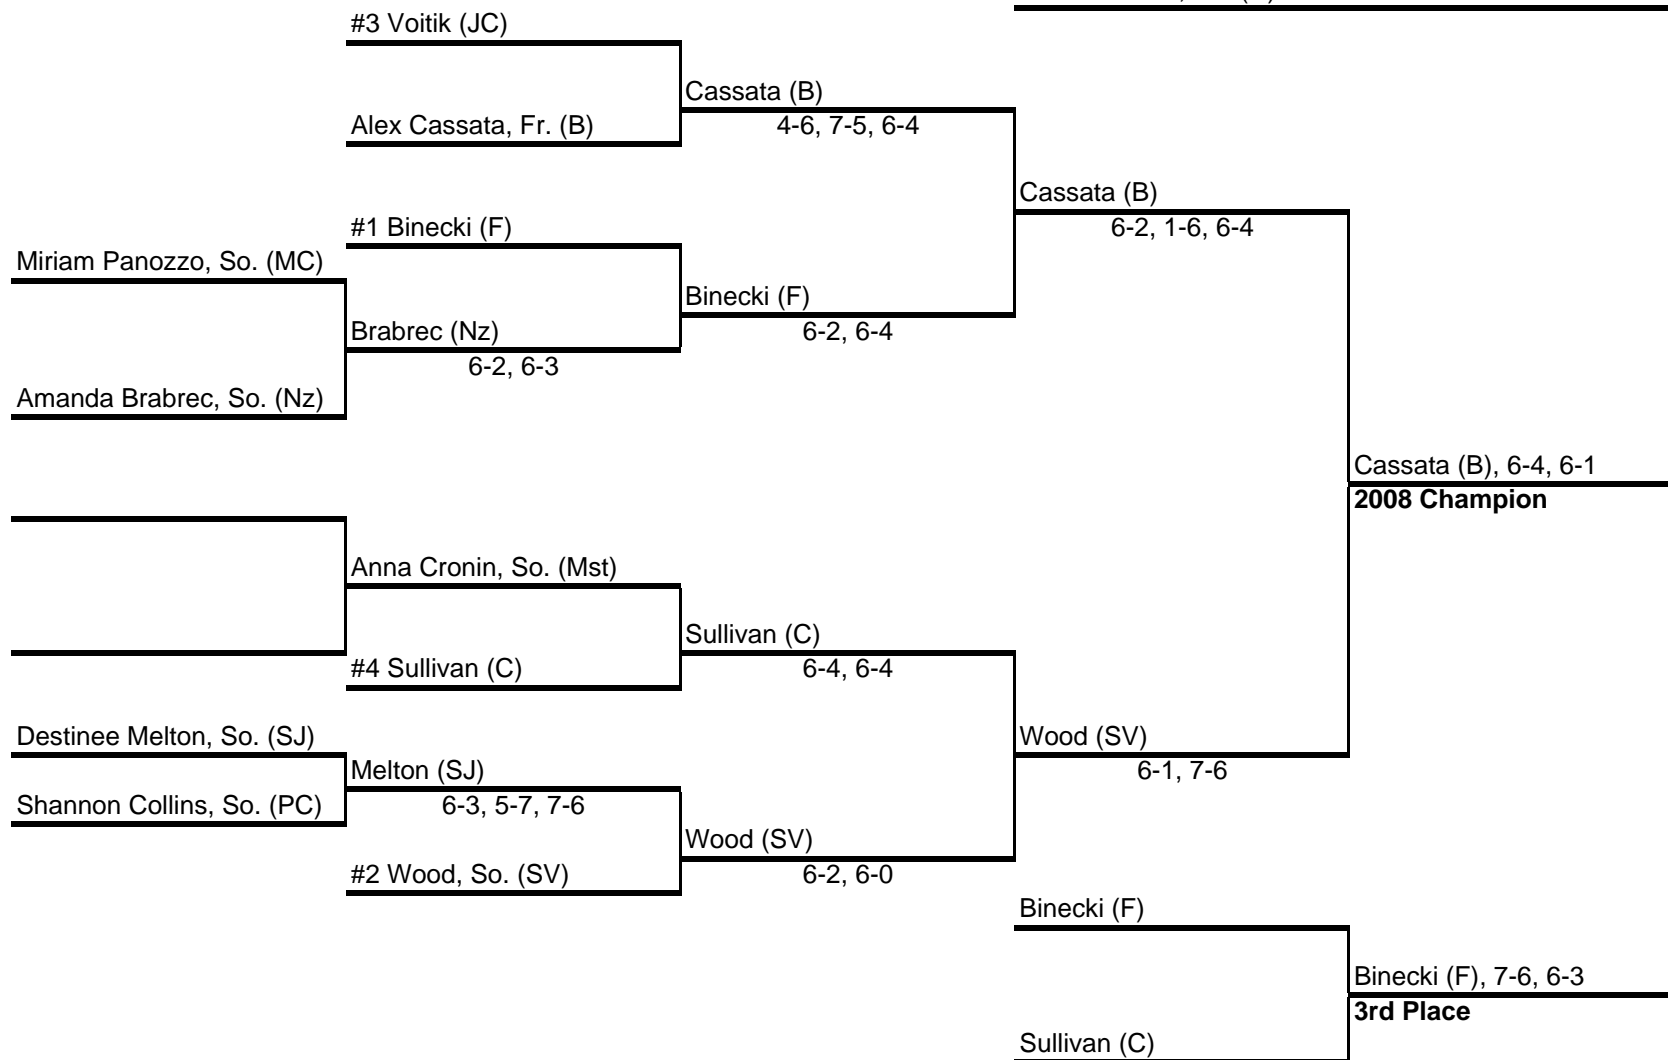 #3 Voitik (JC)
Cassata (B)
4-6, 7-5, 6-4
Alex Cassata, Fr. (B)
Cassata (B)
6-2, 1-6, 6-4
#1 Binecki (F)
Miriam Panozzo, So. (MC)
Binecki (F)
6-2, 6-4
Brabrec (Nz)
6-2, 6-3
Amanda Brabrec, So. (Nz)
Cassata (B), 6-4, 6-1
2008 Champion
Anna Cronin, So. (Mst)
Sullivan (C)
6-4, 6-4
#4 Sullivan (C)
Destinee Melton, So. (SJ)
Wood (SV)
6-1, 7-6
Melton (SJ)
6-3, 5-7, 7-6
Shannon Collins, So. (PC)
Wood (SV)
6-2, 6-0
#2 Wood, So. (SV)
Binecki (F)
Binecki (F), 7-6, 6-3
3rd Place
Sullivan (C)